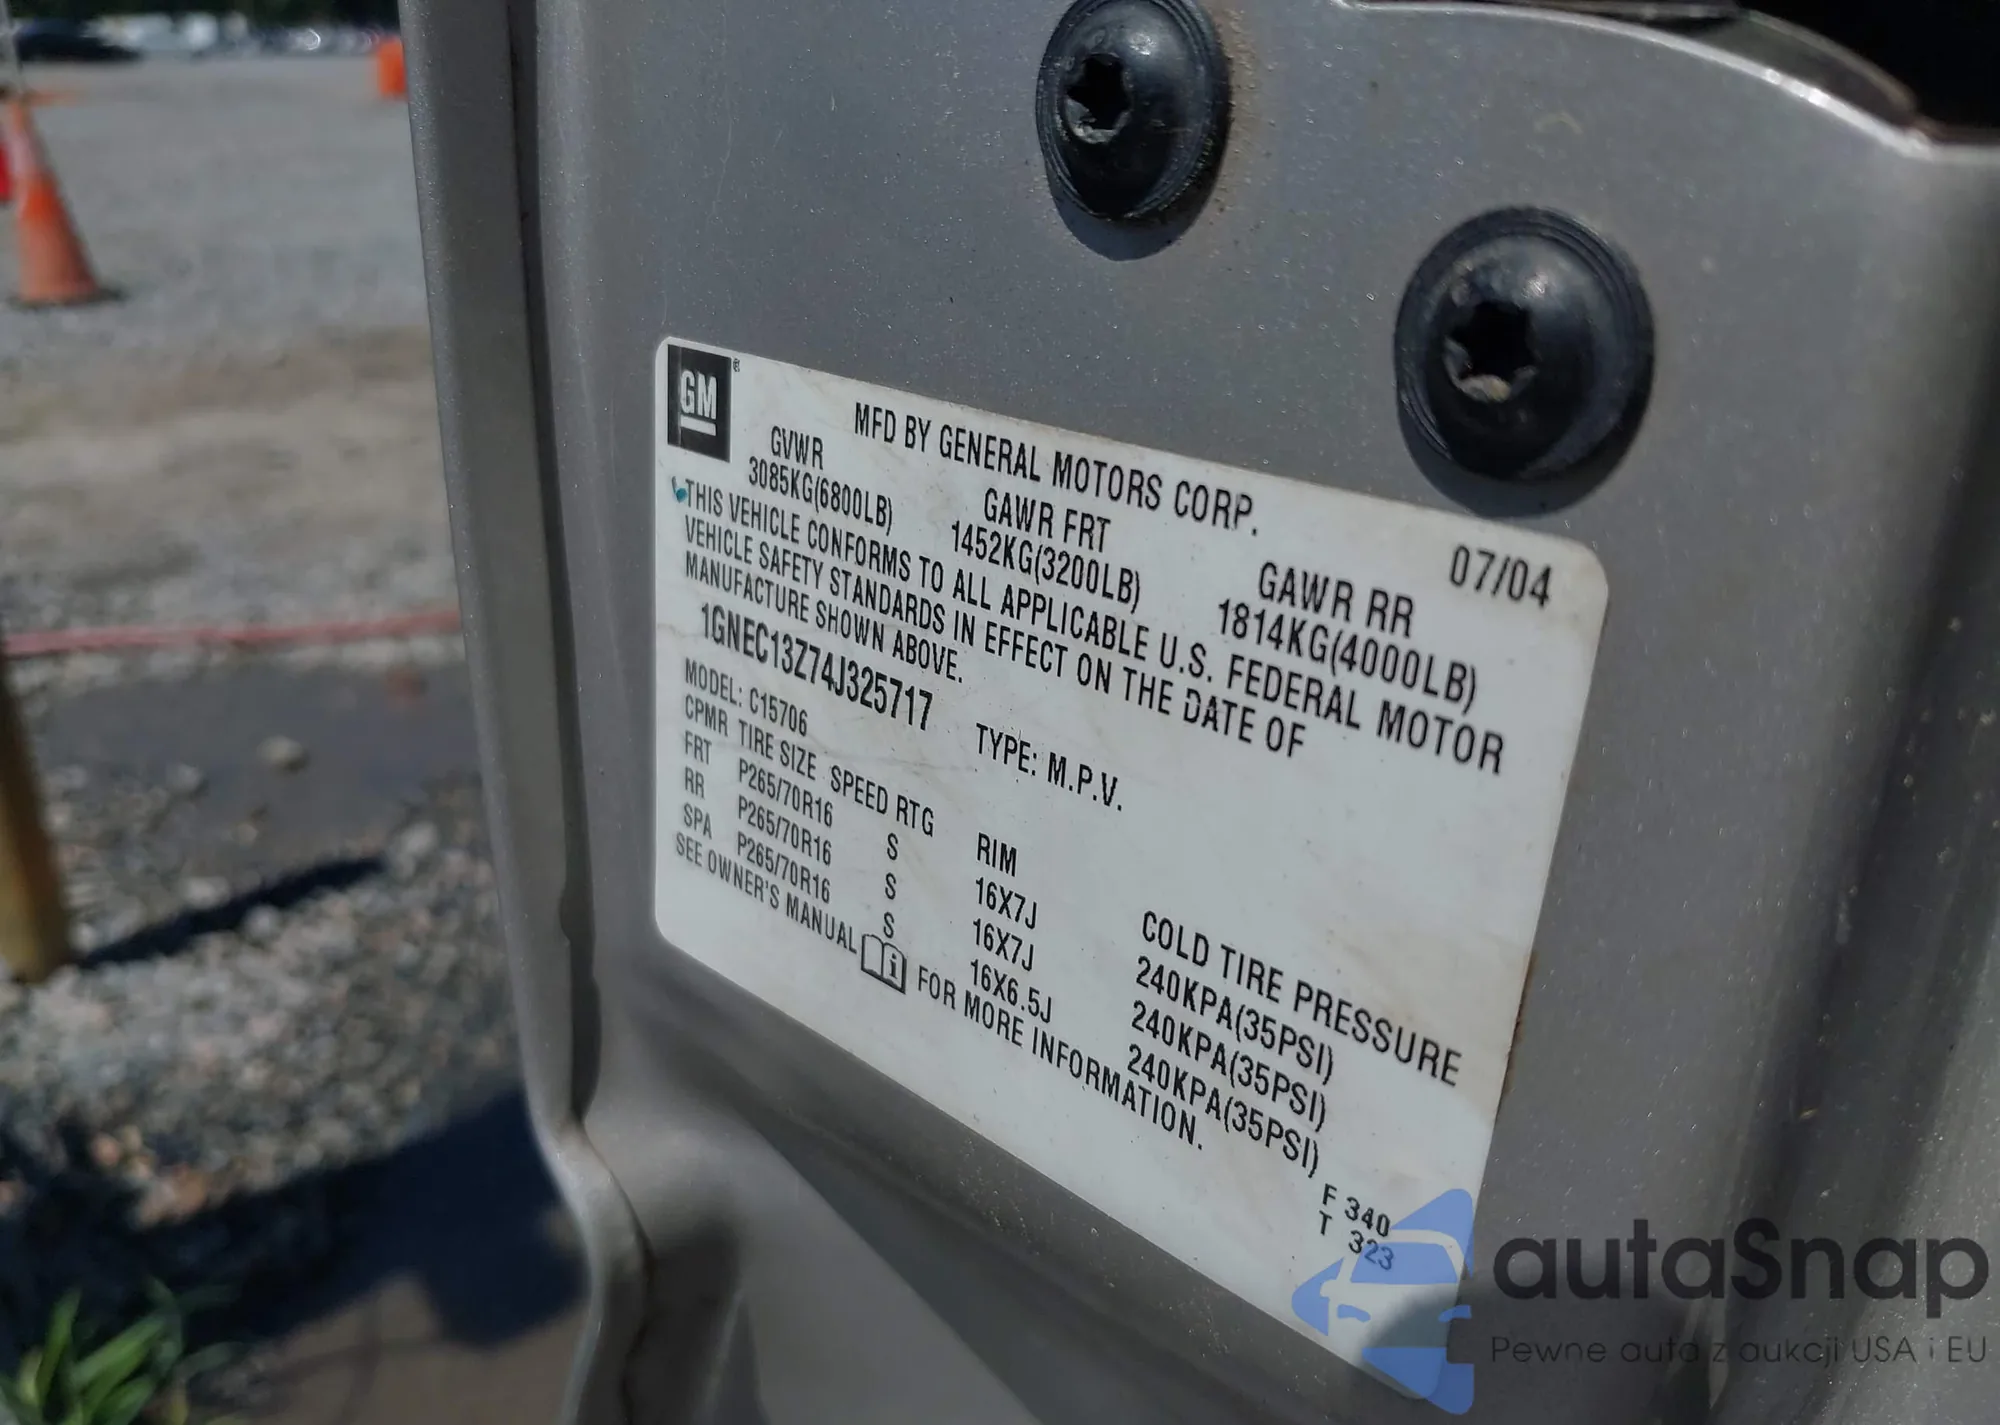 GM
MFD BY GENERAL MOTORS CORP.
07/04
GVWR GAWR FRT GAWR RR
3085KG(6800LB) 1452KG(3200LB) 1814KG(4000LB)
THIS VEHICLE CONFORMS TO ALL APPLICABLE U.S. FEDERAL MOTOR
VEHICLE SAFETY STANDARDS IN EFFECT ON THE DATE OF
MANUFACTURE SHOWN ABOVE.
1GNEC13Z74J325717 TYPE: M.P.V.
MODEL: C15706
CPMR TIRE SIZE SPEED RTG RIM COLD TIRE PRESSURE
FRT P265/70R16 S 16X7J 240KPA(35PSI)
RR P265/70R16 S 16X7J 240KPA(35PSI)
SPA P265/70R16 S 16X6.5J 240KPA(35PSI)
SEE OWNER'S MANUAL FOR MORE INFORMATION.
F 340
T 323
autaSnap
Pewne auta z aukcji USA i EU